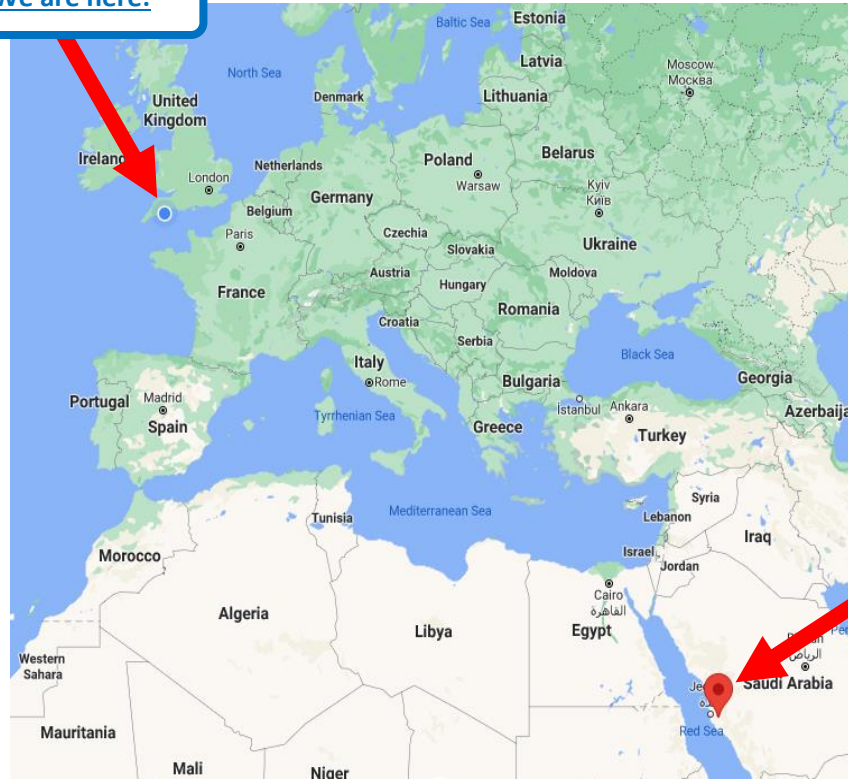 We are here!
Baltic Sea
Estonia
Latvia
Moscow
Москва
North Sea
Denmark
Lithuania
United
Kingdom
Ireland
London
Netherlands
Poland
Warsaw
Belarus
Kyiv
Київ
Germany
Belgium
Paris
Czechia
Slovakia
Ukraine
Austria
Hungary
Moldova
France
Croatia
Romania
Serbia
Italy
Rome
Black Sea
Bulgaria
Georgia
Portugal
Madrid
Spain
Tyrrhenian Sea
Greece
İstanbul
Ankara
Turkey
Azerbaija
Mediterranean Sea
Tunisia
Syria
Lebanon
Iraq
Morocco
Israel
Jordan
Cairo
القاهرة
Algeria
Libya
Egypt
Western
Sahara
الرياض
Saudi Arabia
Red Sea
Mauritania
Mali
Niger